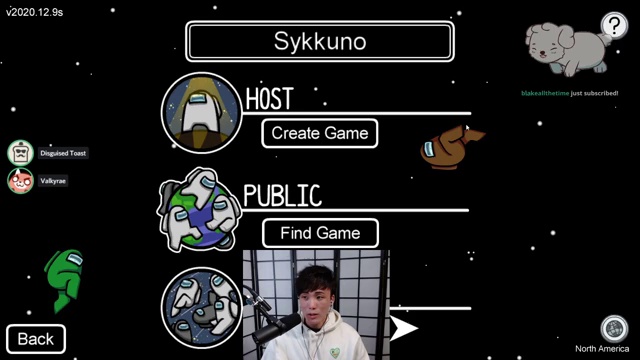 v2020.12.9s
Sykkuno
?
HOST
Create Game
blakeallthetime just subscribed!
Disguised Toast
Valkyrae
PUBLIC
Find Game
Back
North America